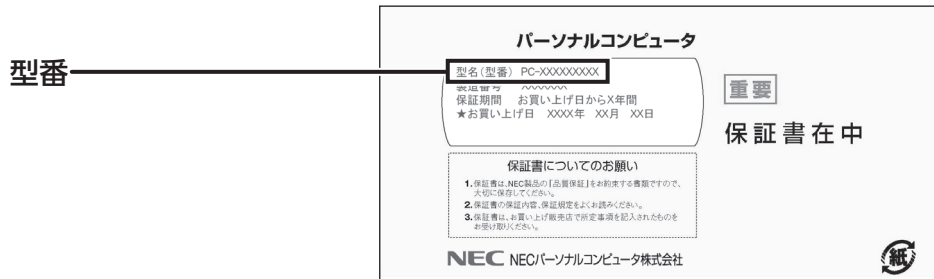 型番
パーソナルコンピュータ
型名(型番) PC-XXXXXXXXX
製造番号 XXXXXXX
保証期間 お買い上げ日からX年間
★お買い上げ日 XXXX年 XX月 XX日
重要
保証書在中
保証書についてのお願い
1.保証書は、NEC製品の「品質保証」をお約束する書類ですので、
大切に保存してください。
2.保証書の保証内容、保証規定をよくお読みください。
3.保証書は、お買い上げ販売店で所定事項を記入されたものを
お受け取りください。
NEC NECパーソナルコンピュータ株式会社
紙